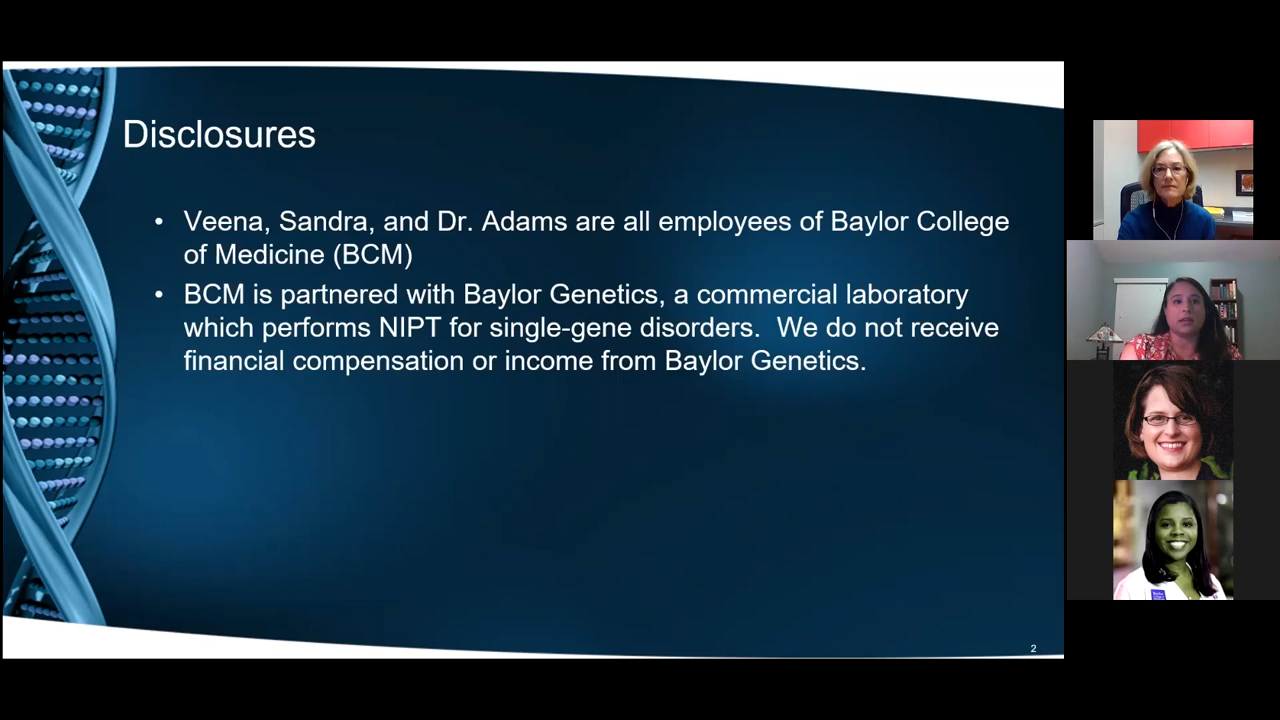 Disclosures
• Veena, Sandra, and Dr. Adams are all employees of Baylor College
of Medicine (BCM)
• BCM is partnered with Baylor Genetics, a commercial laboratory
which performs NIPT for single-gene disorders.  We do not receive
financial compensation or income from Baylor Genetics.
2